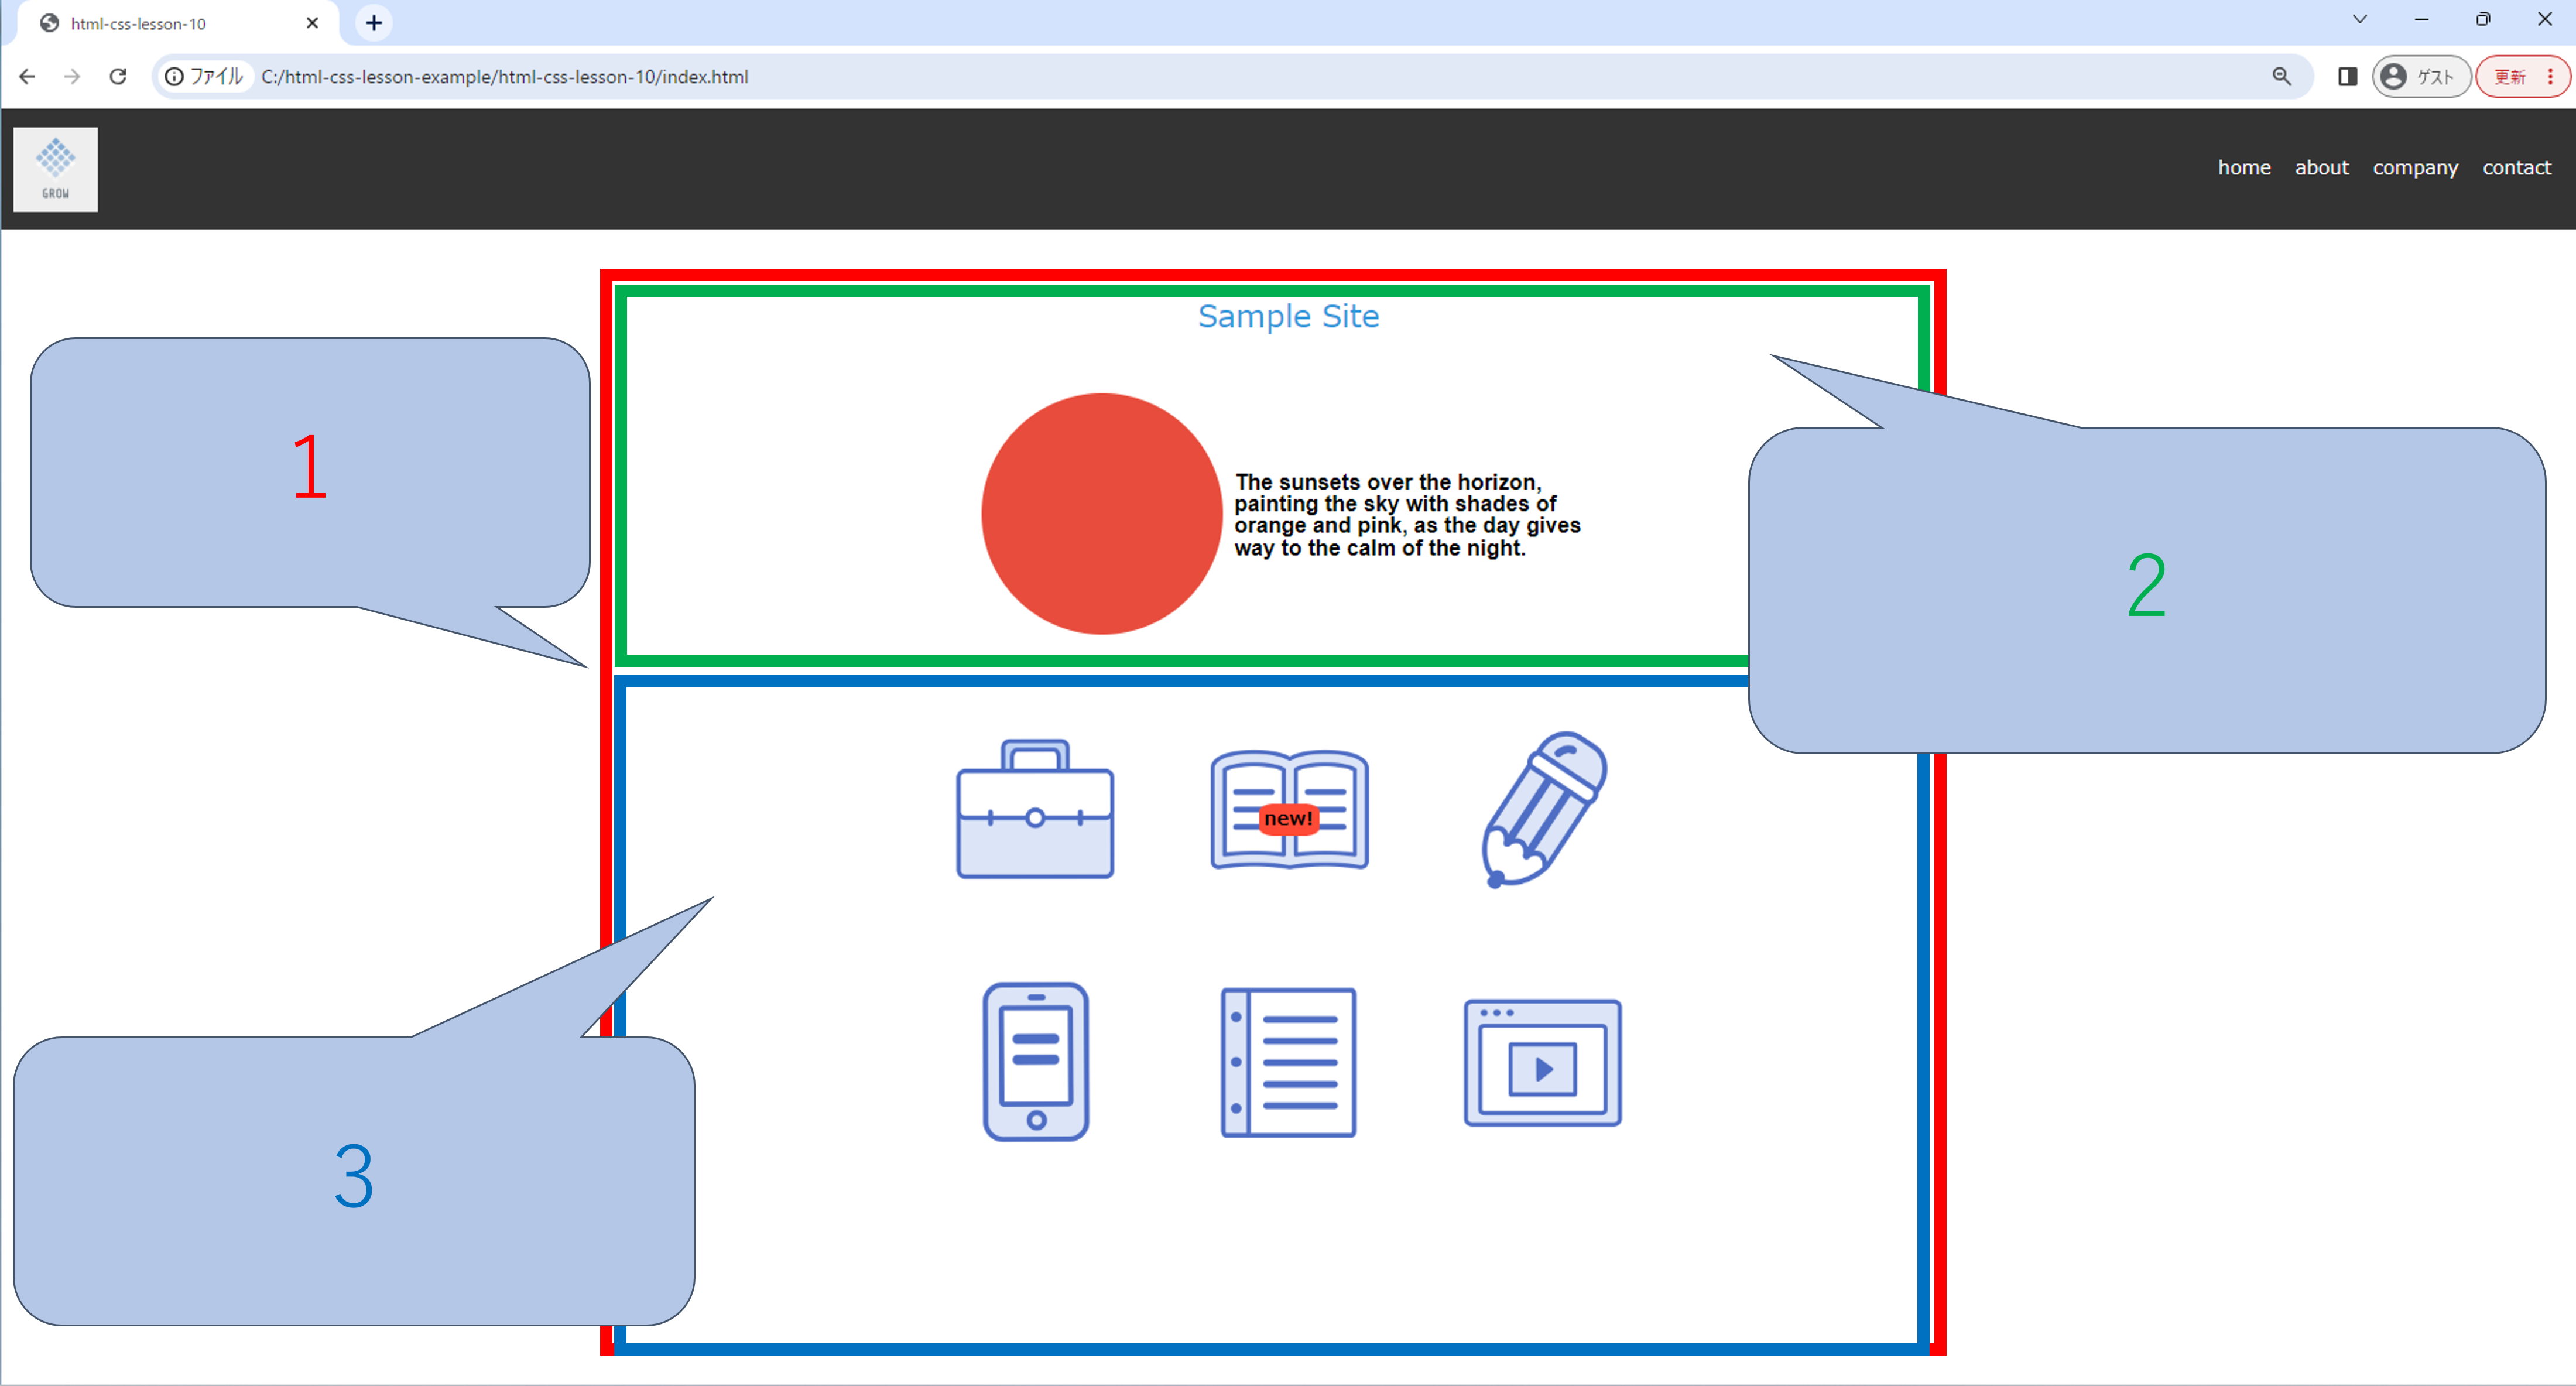 html-css-lesson-10
ファイル C:/html-css-lesson-example/html-css-lesson-10/index.html
ゲスト 更新
GROW
home about company contact
Sample Site
1
The sunsets over the horizon,
painting the sky with shades of
orange and pink, as the day gives
way to the calm of the night.
2
new!
3